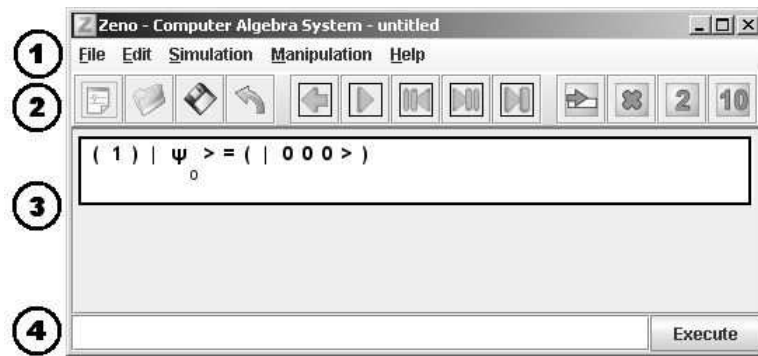 Zeno - Computer Algebra System - untitled
1
File Edit Simulation Manipulation Help
2
2 10
( 1 ) | ψ > = ( | 0 0 0 > )
0
3
4
Execute